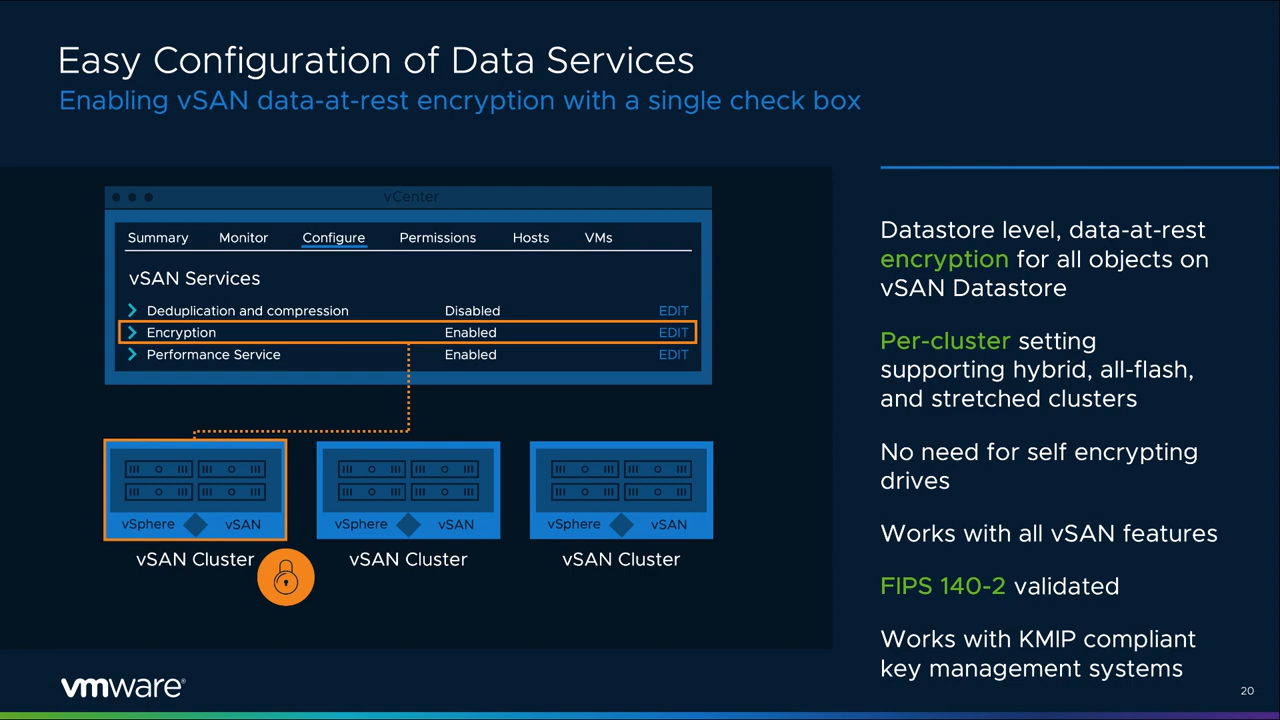 Easy Configuration of Data Services
Enabling vSAN data-at-rest encryption with a single check box
vCenter
Summary Monitor Configure Permissions Hosts VMs
vSAN Services
Deduplication and compression Disabled EDIT
Encryption Enabled EDIT
Performance Service Enabled EDIT
vSphere vSAN
vSAN Cluster
vSphere vSAN
vSAN Cluster
vSphere vSAN
vSAN Cluster
Datastore level, data-at-rest
encryption for all objects on
vSAN Datastore
Per-cluster setting
supporting hybrid, all-flash,
and stretched clusters
No need for self encrypting
drives
Works with all vSAN features
FIPS 140-2 validated
Works with KMIP compliant
key management systems
vmware®
20